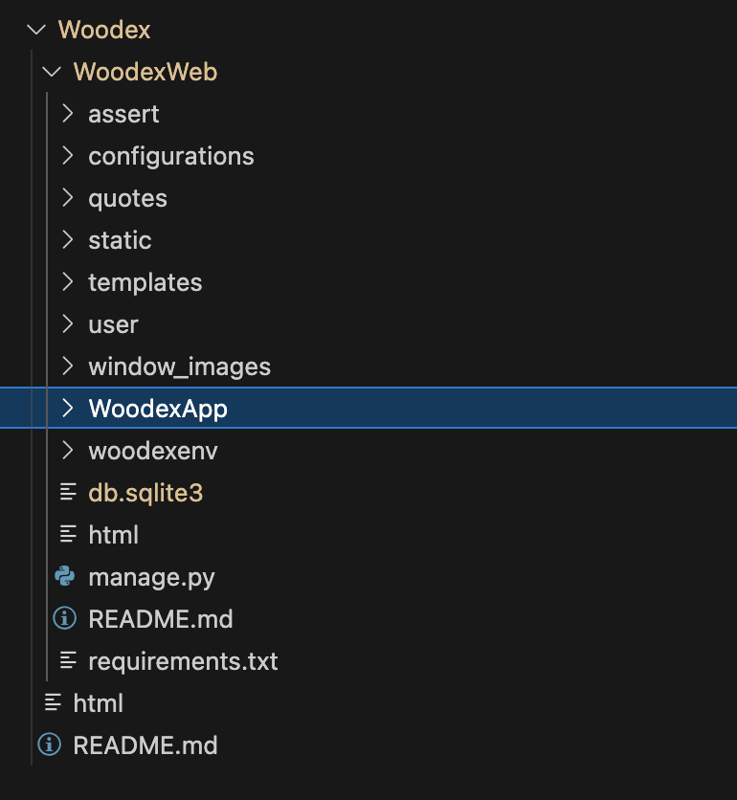 Woodex
WoodexWeb
assert
configurations
quotes
static
templates
user
window_images
WoodexApp
woodexenv
db.sqlite3
html
manage.py
README.md
requirements.txt
html
README.md